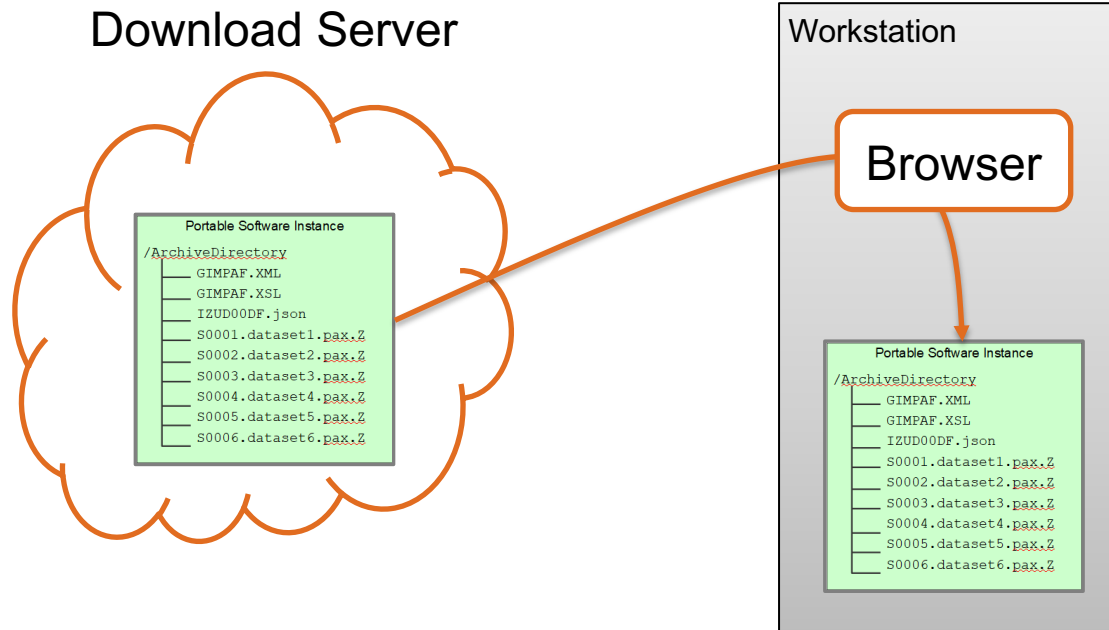 Download Server
Portable Software Instance
/ArchiveDirectory
GIMPAF.XML
GIMPAF.XSL
IZUD00DF.json
S0001.dataset1.pax.Z
S0002.dataset2.pax.Z
S0003.dataset3.pax.Z
S0004.dataset4.pax.Z
S0005.dataset5.pax.Z
S0006.dataset6.pax.Z
Workstation
Browser
Portable Software Instance
/ArchiveDirectory
GIMPAF.XML
GIMPAF.XSL
IZUD00DF.json
S0001.dataset1.pax.Z
S0002.dataset2.pax.Z
S0003.dataset3.pax.Z
S0004.dataset4.pax.Z
S0005.dataset5.pax.Z
S0006.dataset6.pax.Z